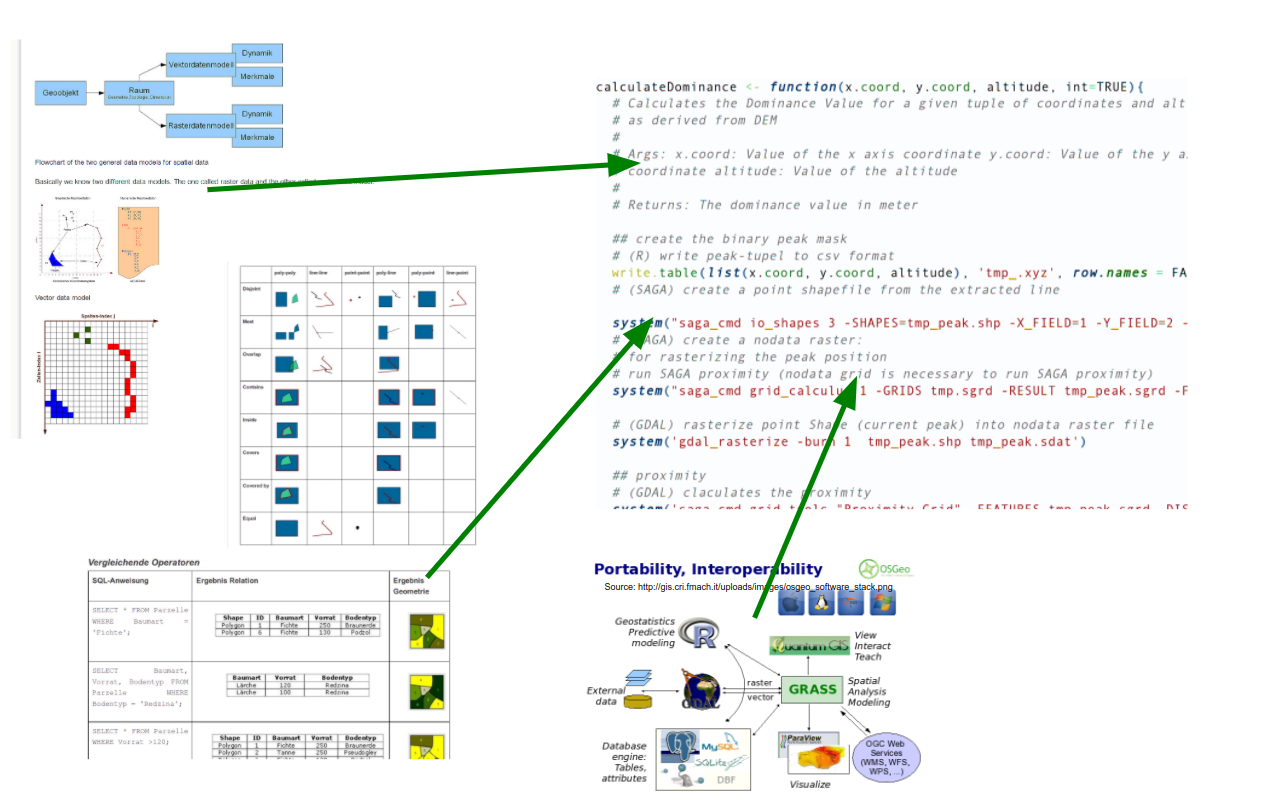 Dynamik
Vektordatenmodell
Merkmale
Geoobjekt
Raum
Dynamik
Rasterdatenmodell
Merkmale
Flowchart of the two general data models for spatial data
Basically we know two different data models. The one called raster data and the other
Vector data model
Spalten-Index j
Zeilen-Index i
poly-poly line-line point-point poly-line poly-point line-point
Disjoint
Meet
Overlap
Contains
Inside
Covers
Covered by
Equal
Vergleichende Operatoren
SQL-Anweisung Ergebnis Relation Ergebnis Geometrie
SELECT * FROM Parzelle
WHERE Baumart =
'Fichte';
Shape ID Baumart Vorrat Bodentyp
Polygon 1 Fichte 250 Braunerde
Polygon 6 Fichte 130 Podzol
SELECT Baumart,
Vorrat, Bodentyp FROM
Parzelle WHERE
Bodentyp = 'Redzina';
Baumart Vorrat Bodentyp
Lärche 120 Redzina
Lärche 100 Redzina
SELECT * FROM Parzelle
WHERE Vorrat >120;
Shape ID Baumart Vorrat Bodentyp
Polygon 1 Fichte 250 Braunerde
Polygon 2 Tanne 250 Pseudogley
calculateDominance <- function(x.coord, y.coord, altitude, int=TRUE){
# Calculates the Dominance Value for a given tuple of coordinates and alt
# as derived from DEM
#
# Args: x.coord: Value of the x axis coordinate y.coord: Value of the y a
coordinate altitude: Value of the altitude
#
# Returns: The dominance value in meter
## create the binary peak mask
# (R) write peak-tupel to csv format
write.table(list(x.coord, y.coord, altitude), 'tmp_.xyz', row.names = FA
# (SAGA) create a point shapefile from the extracted line
system("saga_cmd io_shapes 3 -SHAPES=tmp_peak.shp -X_FIELD=1 -Y_FIELD=2 -
# (SAGA) create a nodata raster:
# for rasterizing the peak position
# run SAGA proximity (nodata grid is necessary to run SAGA proximity)
system("saga_cmd grid_calculus 1 -GRIDS tmp.sgrd -RESULT tmp_peak.sgrd -F
# (GDAL) rasterize point Shape (current peak) into nodata raster file
system('gdal_rasterize -burn 1 tmp_peak.shp tmp_peak.sdat')
## proximity
# (GDAL) claculates the proximity
system('saga_cmd grid_tools "Proximity Grid" -FEATURES tmp_peak.sgrd -DIS
Portability, Interoperability
OSGeo
Source: http://gis.cri.fmach.it/uploads/images/osgeo_software_stack.png
Geostatistics
Predictive
modeling
R
Quantum GIS
View
Interact
Teach
External
data
GDAL
raster
vector
GRASS
Spatial
Analysis
Modeling
Database
engine:
Tables,
attributes
MySQL
SQLite
DBF
ParaView
Visualize
OGC Web
Services
(WMS, WFS,
WPS, ...)